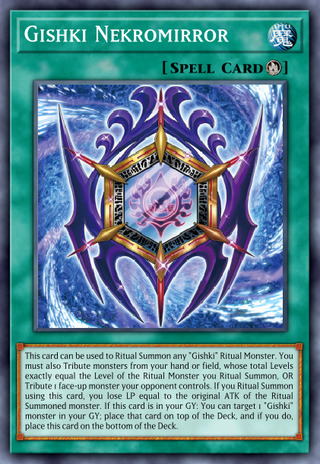 Gishki Nekromirror
[Spell Card]
This card can be used to Ritual Summon any "Gishki" Ritual Monster. You
must also Tribute monsters from your hand or field, whose total Levels
exactly equal the Level of the Ritual Monster you Ritual Summon, OR
Tribute 1 face-up monster your opponent controls. If you Ritual Summon
using this card, you lose LP equal to the original ATK of the Ritual
Summoned monster. If this card is in your GY: You can target 1 "Gishki"
monster in your GY; place that card on top of the Deck, and if you do,
place this card on the bottom of the Deck.